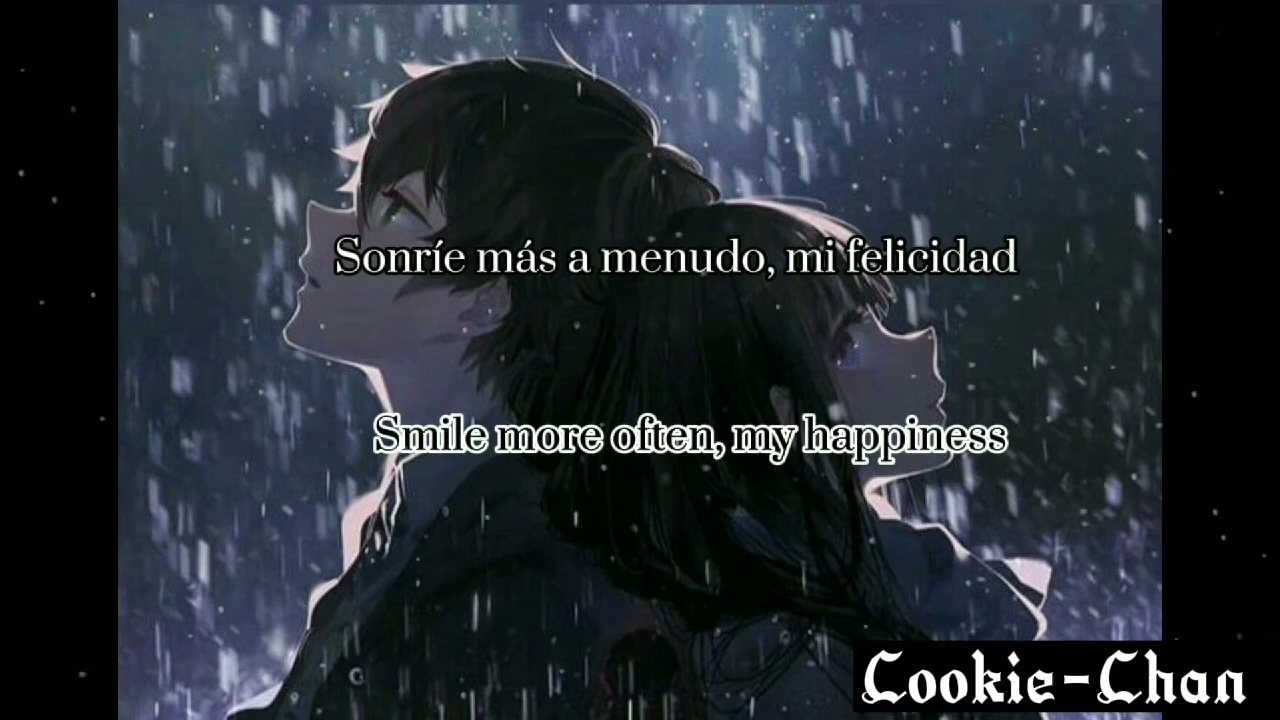 Sonríe más a menudo, mi felicidad
Smile more often, my happiness
Cookie-Chan